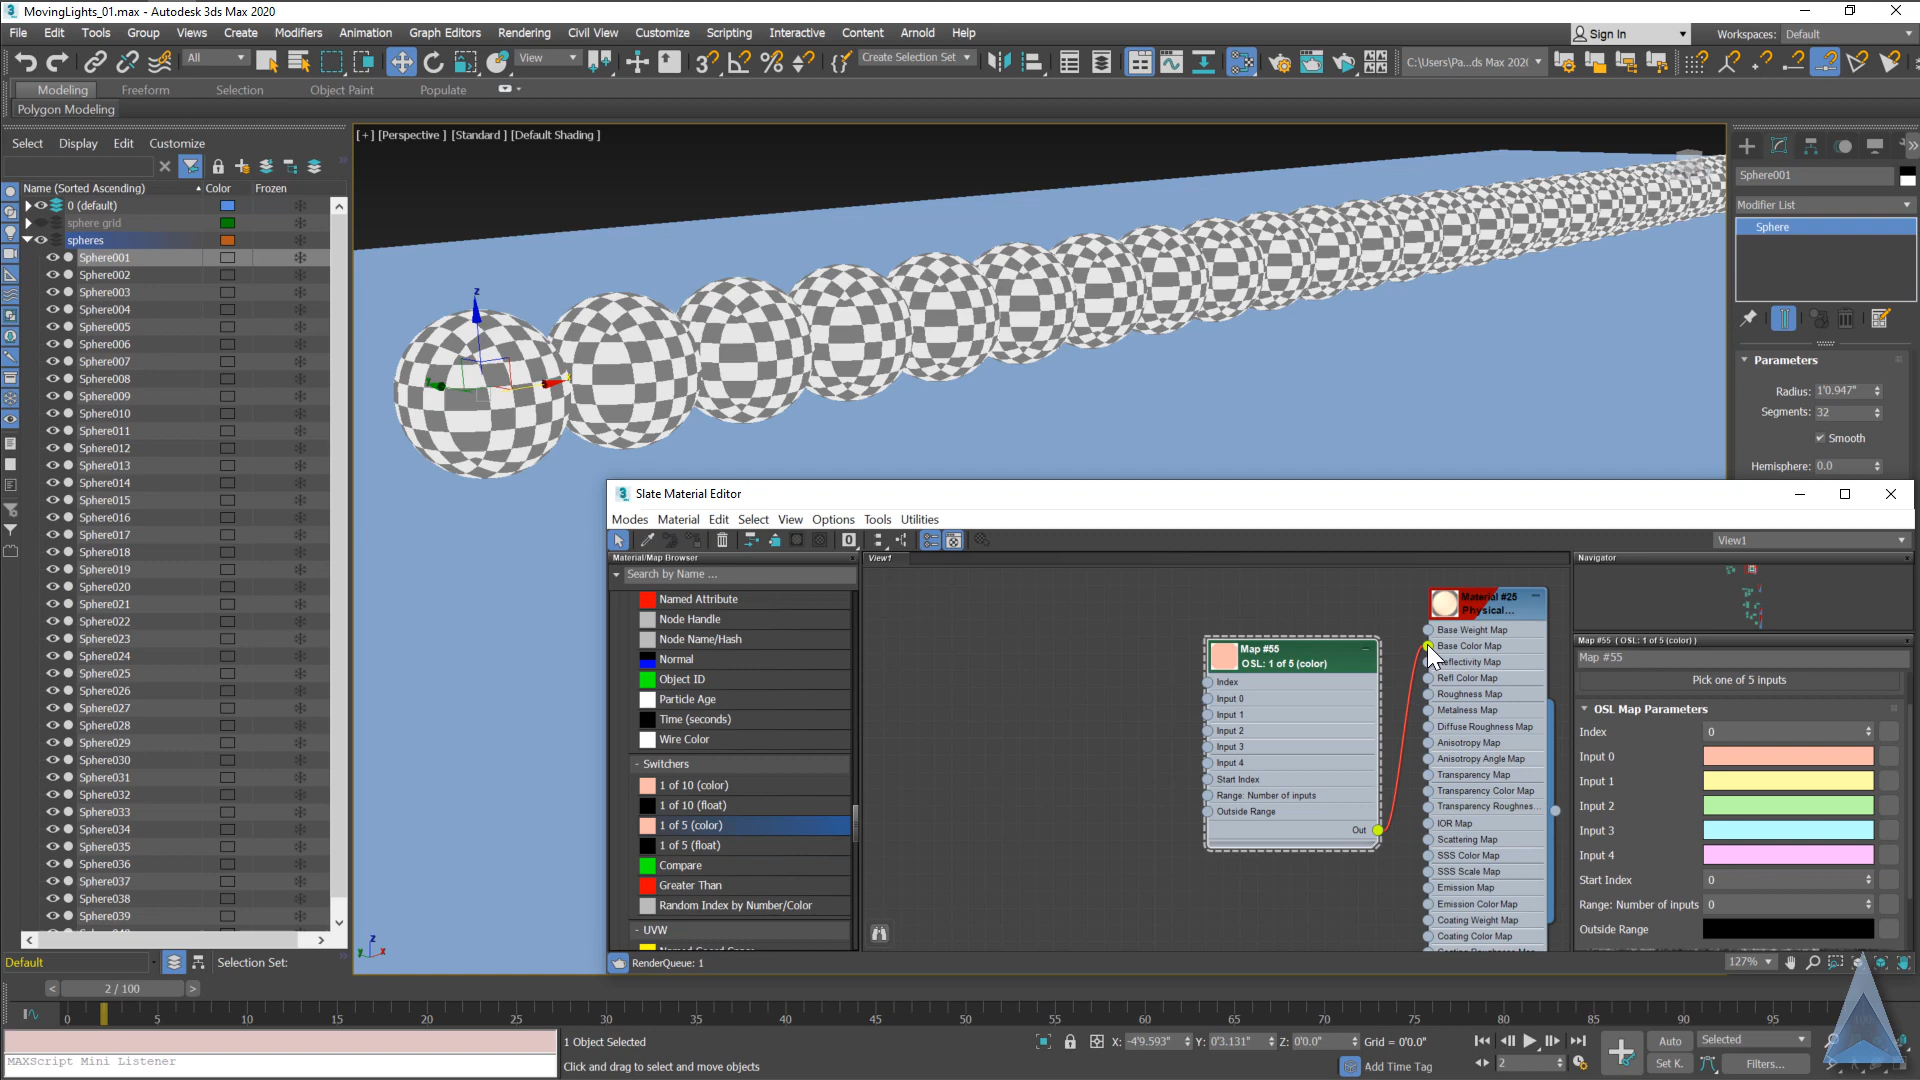 MovingLights_01.max - Autodesk 3ds Max 2020
File Edit Tools Group Views Create Modifiers Animation Graph Editors Rendering Civil View Customize Scripting Interactive Content Arnold Help
Sign In
Workspaces: Default
All
View
Create Selection Set
C:\Users\Pa...ds Max 202(
Modeling Freeform Selection Object Paint Populate
Polygon Modeling
Select Display Edit Customize
Name (Sorted Ascending) Color Frozen
0 (default)
sphere grid
spheres
Sphere001
Sphere002
Sphere003
Sphere004
Sphere005
Sphere006
Sphere007
Sphere008
Sphere009
Sphere010
Sphere011
Sphere012
Sphere013
Sphere014
Sphere015
Sphere016
Sphere017
Sphere018
Sphere019
Sphere020
Sphere021
Sphere022
Sphere023
Sphere024
Sphere025
Sphere026
Sphere027
Sphere028
Sphere029
Sphere030
Sphere031
Sphere032
Sphere033
Sphere034
Sphere035
Sphere036
Sphere037
Sphere038
Sphere039
Default
Selection Set:
[+] [Perspective ] [Standard ] [Default Shading ]
z
z
y x
Sphere001
Modifier List
Sphere
Parameters
Radius: 1'0.947"
Segments: 32
Smooth
Hemisphere: 0.0
Slate Material Editor
Modes Material Edit Select View Options Tools Utilities
View1
Material/Map Browser
Search by Name ...
Named Attribute
Node Handle
Node Name/Hash
Normal
Object ID
Particle Age
Time (seconds)
Wire Color
- Switchers
1 of 10 (color)
1 of 10 (float)
1 of 5 (color)
1 of 5 (float)
Compare
Greater Than
Random Index by Number/Color
- UVW
View1
Map #55
OSL: 1 of 5 (color)
Index
Input 0
Input 1
Input 2
Input 3
Input 4
Start Index
Range: Number of inputs
Outside Range
Out
Material #25
Physical...
Base Weight Map
Base Color Map
eflectivity Map
Refl Color Map
Roughness Map
Metalness Map
Diffuse Roughness Map
Anisotropy Map
Anisotropy Angle Map
Transparency Map
Transparency Color Map
Transparency Roughnes...
IOR Map
Scattering Map
SSS Color Map
SSS Scale Map
Emission Map
Emission Color Map
Coating Weight Map
Coating Color Map
Navigator
Map #55 ( OSL: 1 of 5 (color) )
Map #55
Pick one of 5 inputs
OSL Map Parameters
Index 0
Input 0
Input 1
Input 2
Input 3
Input 4
Start Index 0
Range: Number of inputs 0
Outside Range
RenderQueue: 1
127%
2 / 100
0 5 10 15 20 25 30 35 40 45 50 55 60 65 70 75 80 85 90 95
MAXScript Mini Listener
1 Object Selected
Click and drag to select and move objects
X: -4'9.593" Y: 0'3.131" Z: 0'0.0" Grid = 0'0.0"
Add Time Tag
2
Auto Selected
Set K. Filters...